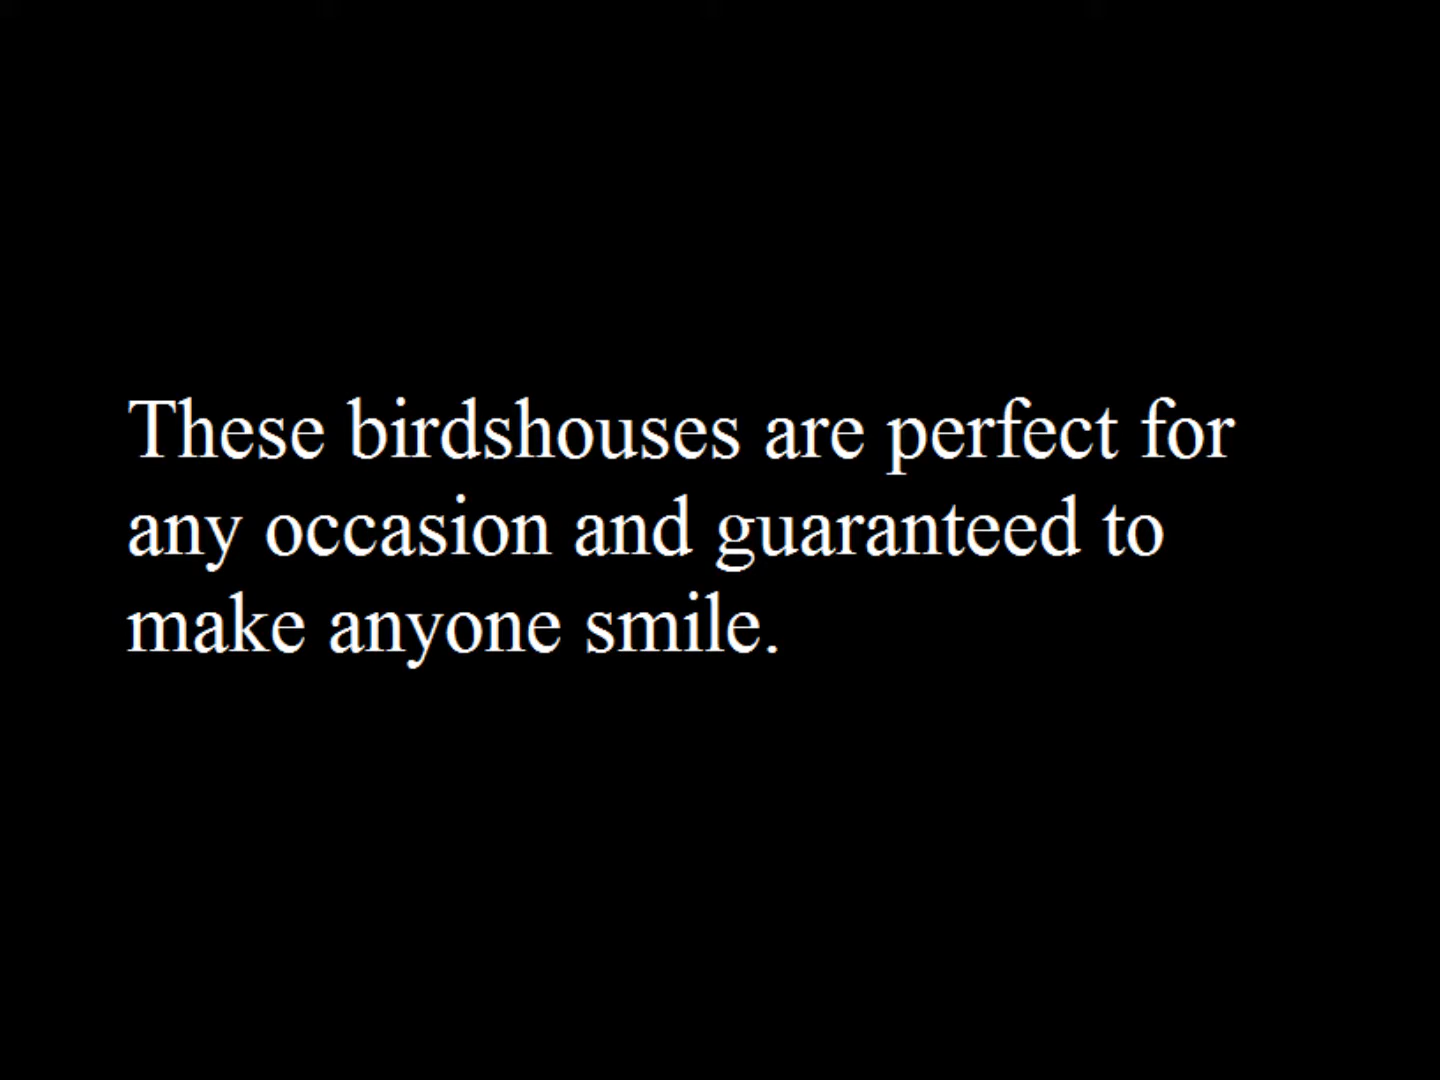 These birdshouses are perfect for
any occasion and guaranteed to
make anyone smile.